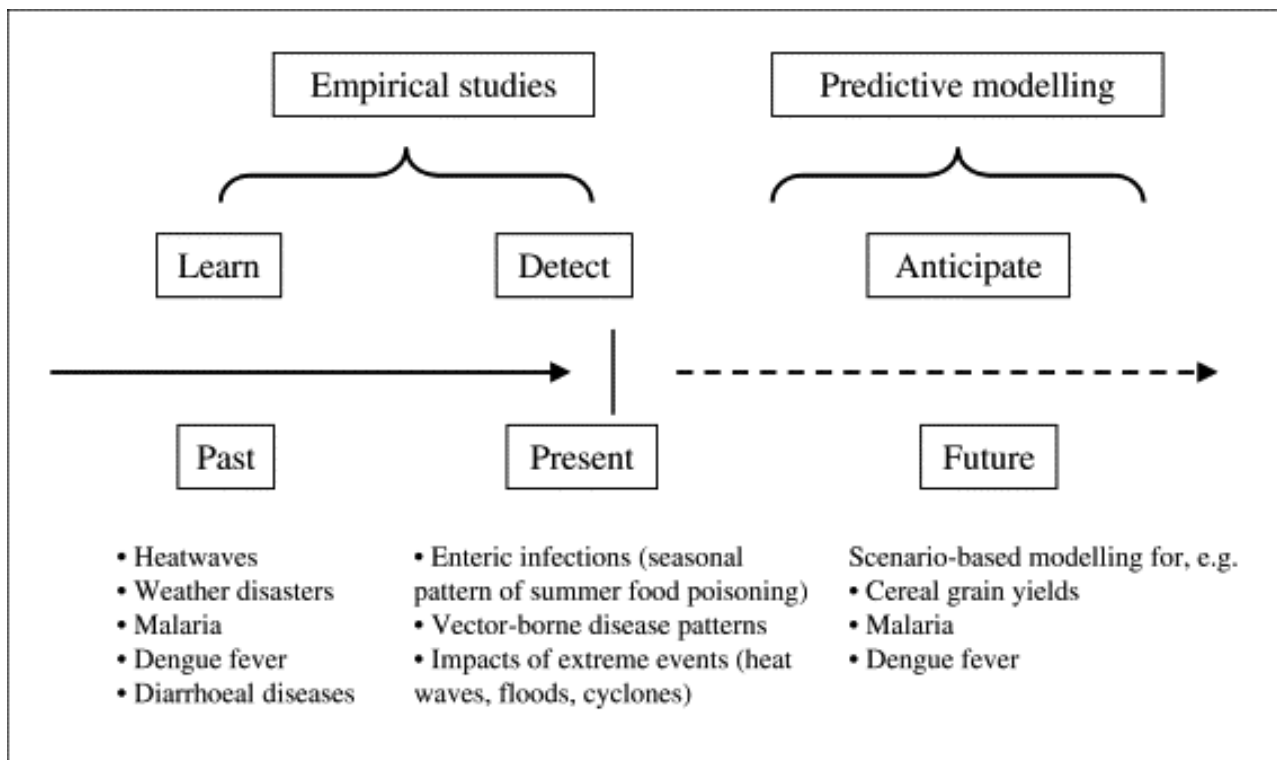 Empirical studies
Predictive modelling
Learn
Detect
Anticipate
Past
Present
Future
• Heatwaves
• Weather disasters
• Malaria
• Dengue fever
• Diarrhoeal diseases
• Enteric infections (seasonal
pattern of summer food poisoning)
• Vector-borne disease patterns
• Impacts of extreme events (heat
waves, floods, cyclones)
Scenario-based modelling for, e.g.
• Cereal grain yields
• Malaria
• Dengue fever